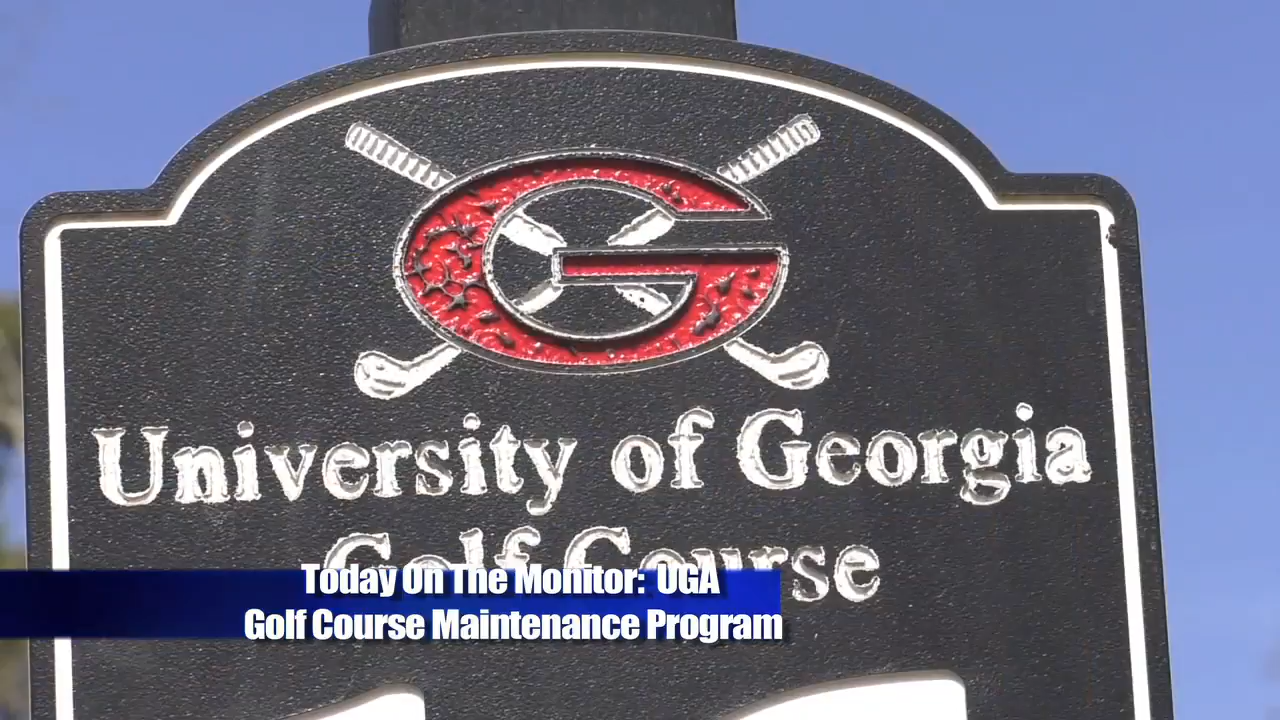 G
University of Georgia
Golf Course
Today On The Monitor: UGA
Golf Course Maintenance Program